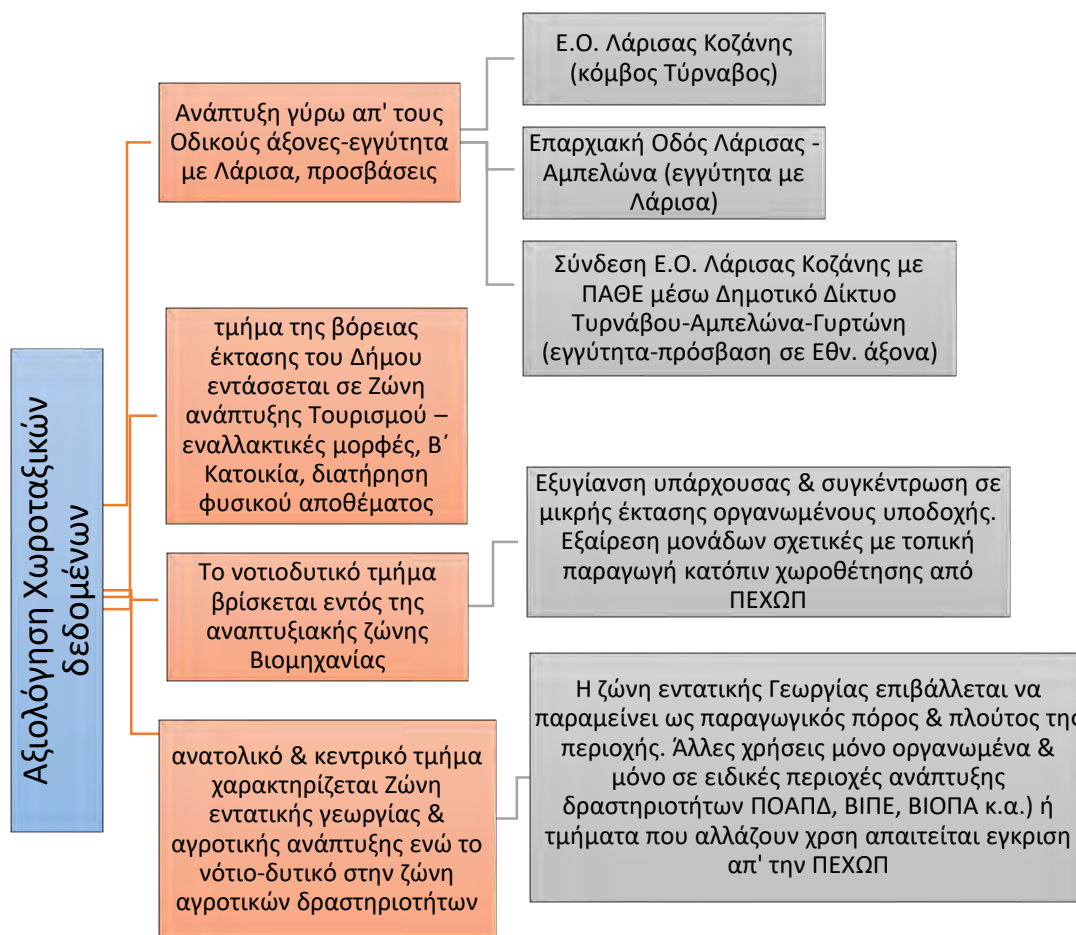 Αξιολόγηση Χωροταξικών
δεδομένων
Ανάπτυξη γύρω απ' τους
Οδικούς άξονες-εγγύτητα
με Λάρισα, προσβάσεις
Ε.Ο. Λάρισας Κοζάνης
(κόμβος Τύρναβος)
Επαρχιακή Οδός Λάρισας -
Αμπελώνα (εγγύτητα με
Λάρισα)
Σύνδεση Ε.Ο. Λάρισας Κοζάνης με
ΠΑΘΕ μέσω Δημοτικό Δίκτυο
Τυρνάβου-Αμπελώνα-Γυρτώνη
(εγγύτητα-πρόσβαση σε Εθν. άξονα)
τμήμα της βόρειας
έκτασης του Δήμου
εντάσσεται σε Ζώνη
ανάπτυξης Τουρισμού –
εναλλακτικές μορφές, Β΄
Κατοικία, διατήρηση
φυσικού αποθέματος
Το νοτιοδυτικό τμήμα
βρίσκεται εντός της
αναπτυξιακής ζώνης
Βιομηχανίας
Εξυγίανση υπάρχουσας & συγκέντρωση σε
μικρής έκτασης οργανωμένους υποδοχής.
Εξαίρεση μονάδων σχετικές με τοπική
παραγωγή κατόπιν χωροθέτησης από
ΠΕΧΩΠ
ανατολικό & κεντρικό τμήμα
χαρακτηρίζεται Ζώνη
εντατικής γεωργίας &
αγροτικής ανάπτυξης ενώ το
νότιο-δυτικό στην ζώνη
αγροτικών δραστηριοτήτων
Η ζώνη εντατικής Γεωργίας επιβάλλεται να
παραμείνει ως παραγωγικός πόρος & πλούτος της
περιοχής. Άλλες χρήσεις μόνο οργανωμένα &
μόνο σε ειδικές περιοχές ανάπτυξης
δραστηριοτήτων ΠΟΑΠΔ, ΒΙΠΕ, ΒΙΟΠΑ κ.α.) ή
τμήματα που αλλάζουν χρση απαιτείται εγκριση
απ' την ΠΕΧΩΠ